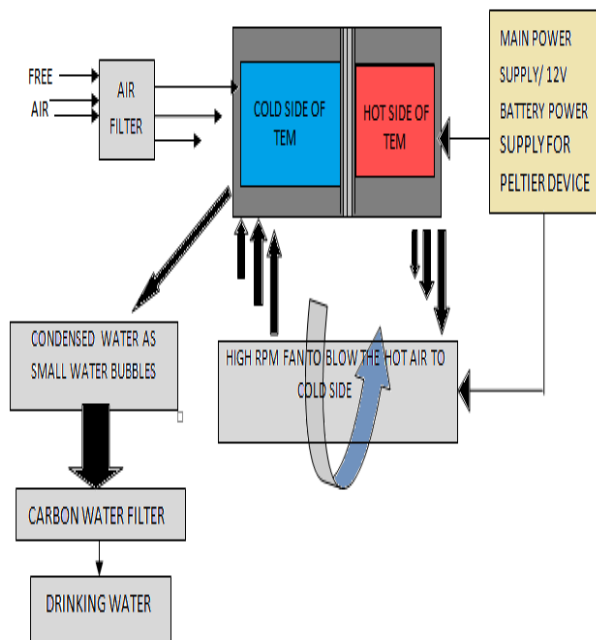 FREE
AIR
AIR
FILTER
COLD SIDE OF
TEM
HOT SIDE OF
TEM
MAIN POWER
SUPPLY/ 12V
BATTERY POWER
SUPPLY FOR
PELTIER DEVICE
CONDENSED WATER AS
SMALL WATER BUBBLES
HIGH RPM FAN TO BLOW THE HOT AIR TO
COLD SIDE
CARBON WATER FILTER
DRINKING WATER